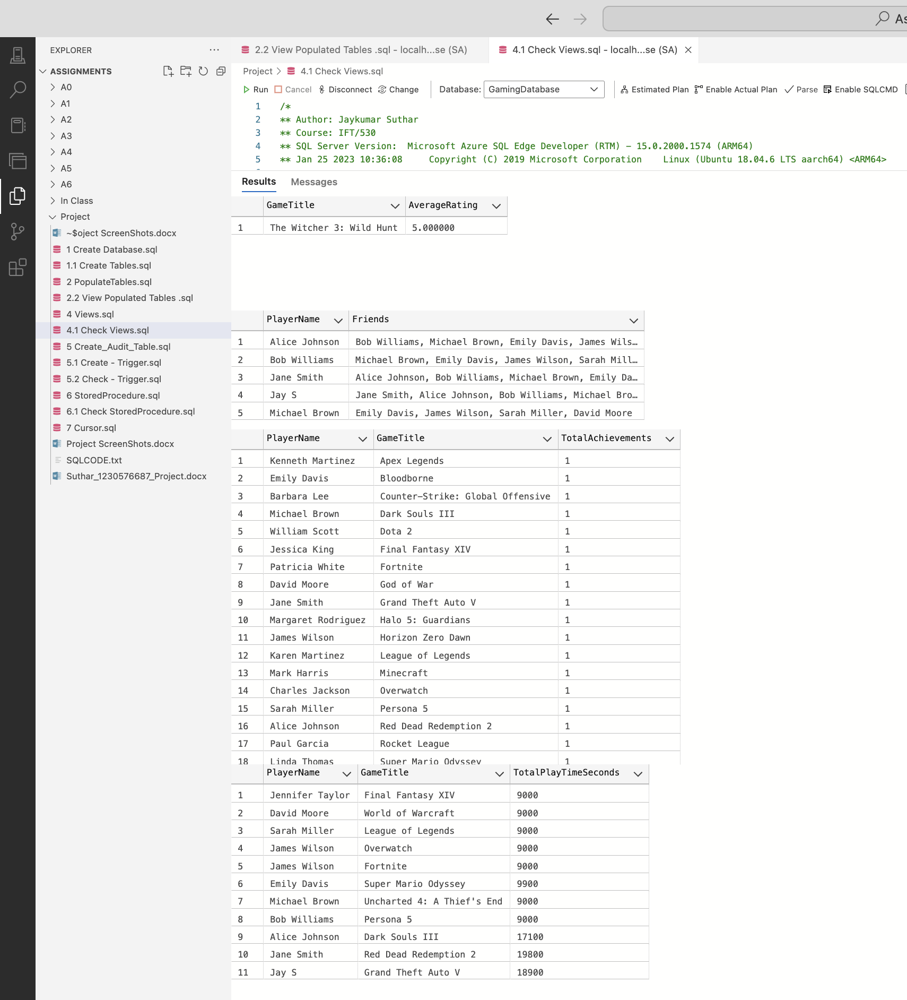 As
EXPLORER ···
ASSIGNMENTS
A0
A1
A2
A3
A4
A5
A6
In Class
Project
~$oject ScreenShots.docx
1 Create Database.sql
1.1 Create Tables.sql
2 PopulateTables.sql
2.2 View Populated Tables .sql
4 Views.sql
4.1 Check Views.sql
5 Create_Audit_Table.sql
5.1 Create - Trigger.sql
5.2 Check - Trigger.sql
6 StoredProcedure.sql
6.1 Check StoredProcedure.sql
7 Cursor.sql
Project ScreenShots.docx
SQLCODE.txt
Suthar_1230576687_Project.docx
2.2 View Populated Tables .sql - localh...se (SA) 4.1 Check Views.sql - localh...se (SA)
Project > 4.1 Check Views.sql
Run Cancel Disconnect Change Database: GamingDatabase Estimated Plan Enable Actual Plan Parse Enable SQLCMD
1 /*
2 ** Author: Jaykumar Suthar
3 ** Course: IFT/530
4 ** SQL Server Version:  Microsoft Azure SQL Edge Developer (RTM) - 15.0.2000.1574 (ARM64)
5 ** Jan 25 2023 10:36:08     Copyright (C) 2019 Microsoft Corporation    Linux (Ubuntu 18.04.6 LTS aarch64) <ARM64>
Results Messages
GameTitle AverageRating
1 The Witcher 3: Wild Hunt 5.000000
PlayerName Friends
1 Alice Johnson Bob Williams, Michael Brown, Emily Davis, James Wils…
2 Bob Williams Michael Brown, Emily Davis, James Wilson, Sarah Mill…
3 Jane Smith Alice Johnson, Bob Williams, Michael Brown, Emily Da…
4 Jay S Jane Smith, Alice Johnson, Bob Williams, Michael Bro…
5 Michael Brown Emily Davis, James Wilson, Sarah Miller, David Moore
PlayerName GameTitle TotalAchievements
1 Kenneth Martinez Apex Legends 1
2 Emily Davis Bloodborne 1
3 Barbara Lee Counter-Strike: Global Offensive 1
4 Michael Brown Dark Souls III 1
5 William Scott Dota 2 1
6 Jessica King Final Fantasy XIV 1
7 Patricia White Fortnite 1
8 David Moore God of War 1
9 Jane Smith Grand Theft Auto V 1
10 Margaret Rodriguez Halo 5: Guardians 1
11 James Wilson Horizon Zero Dawn 1
12 Karen Martinez League of Legends 1
13 Mark Harris Minecraft 1
14 Charles Jackson Overwatch 1
15 Sarah Miller Persona 5 1
16 Alice Johnson Red Dead Redemption 2 1
17 Paul Garcia Rocket League 1
18 Linda Thomas Super Mario Odyssey 1
PlayerName GameTitle TotalPlayTimeSeconds
1 Jennifer Taylor Final Fantasy XIV 9000
2 David Moore World of Warcraft 9000
3 Sarah Miller League of Legends 9000
4 James Wilson Overwatch 9000
5 James Wilson Fortnite 9000
6 Emily Davis Super Mario Odyssey 9900
7 Michael Brown Uncharted 4: A Thief's End 9000
8 Bob Williams Persona 5 9000
9 Alice Johnson Dark Souls III 17100
10 Jane Smith Red Dead Redemption 2 19800
11 Jay S Grand Theft Auto V 18900